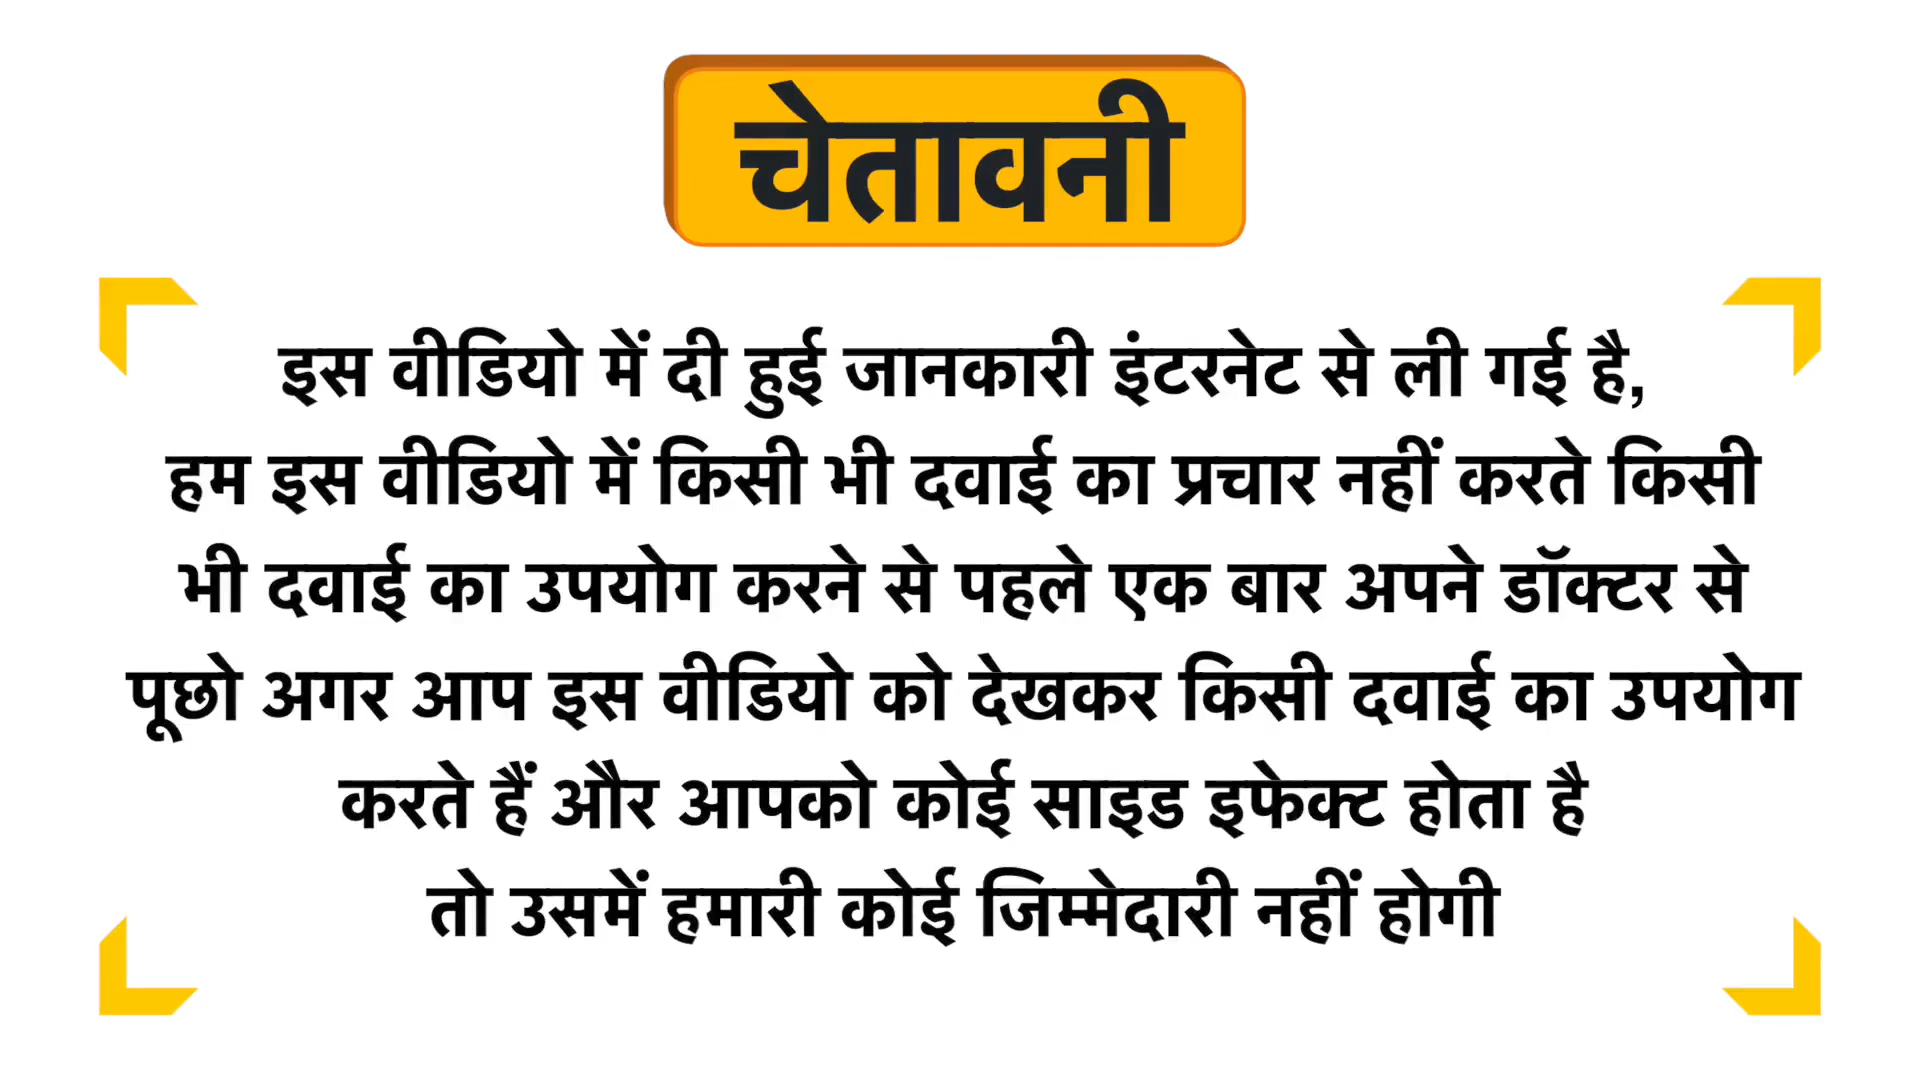 चेतावनी
इस वीडियो में दी हुई जानकारी इंटरनेट से ली गई है,
हम इस वीडियो में किसी भी दवाई का प्रचार नहीं करते किसी
भी दवाई का उपयोग करने से पहले एक बार अपने डॉक्टर से
पूछो अगर आप इस वीडियो को देखकर किसी दवाई का उपयोग
करते हैं और आपको कोई साइड इफेक्ट होता है
तो उसमें हमारी कोई जिम्मेदारी नहीं होगी